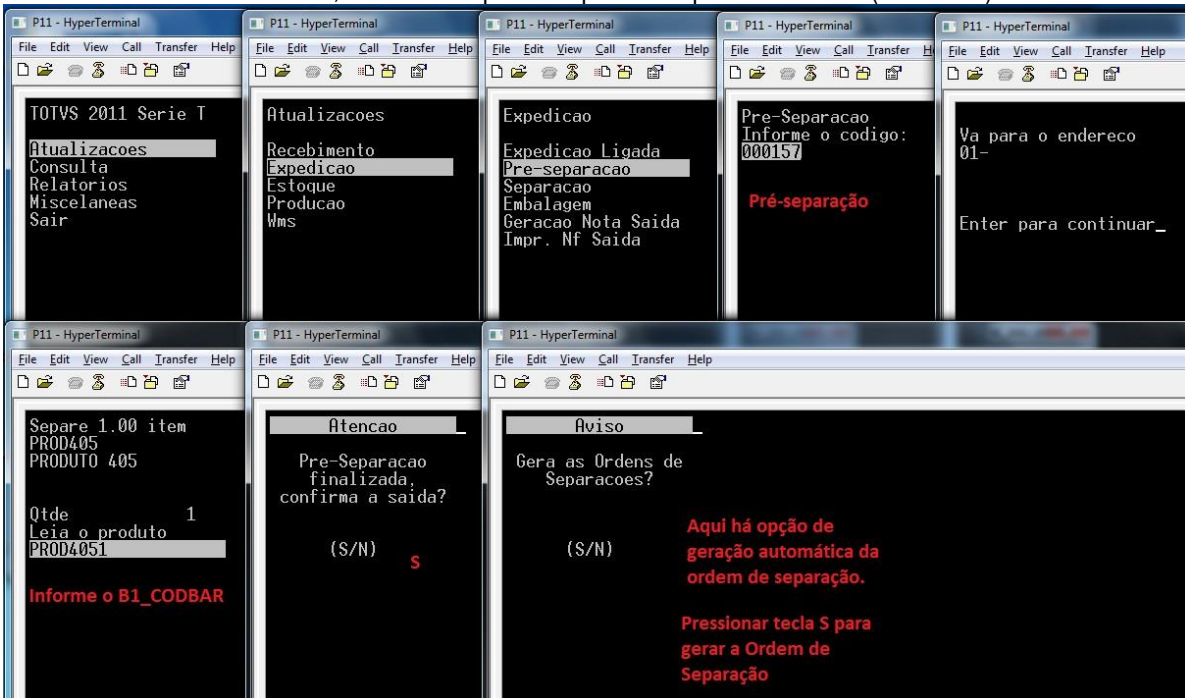 P11 - HyperTerminal
File Edit View Call Transfer Help
TOTVS 2011 Serie T
Atualizacoes
Consulta
Relatorios
Miscelaneas
Sair
P11 - HyperTerminal
File Edit View Call Transfer Help
Atualizacoes
Recebimento
Expedicao
Estoque
Producao
Wms
P11 - HyperTerminal
File Edit View Call Transfer Help
Expedicao
Expedicao Ligada
Pre-separacao
Separacao
Embalagem
Geracao Nota Saida
Impr. Nf Saida
P11 - HyperTerminal
File Edit View Call Transfer
Pre-Separacao
Informe o codigo:
000157
Pré-separação
P11 - HyperTerminal
File Edit View Call Transfer Help
Va para o endereco
01-
Enter para continuar_
P11 - HyperTerminal
File Edit View Call Transfer Help
Separe 1.00 item
PROD405
PRODUTO 405
Qtde 1
Leia o produto
PROD4051
Informe o B1_CODBAR
P11 - HyperTerminal
File Edit View Call Transfer Help
Atencao
Pre-Separacao
finalizada,
confirma a saida?
(S/N)
S
P11 - HyperTerminal
File Edit View Call Transfer Help
Aviso
Gera as Ordens de
Separacoes?
(S/N)
Aqui há opção de
geração automática da
ordem de separação.
Pressionar tecla S para
gerar a Ordem de
Separação